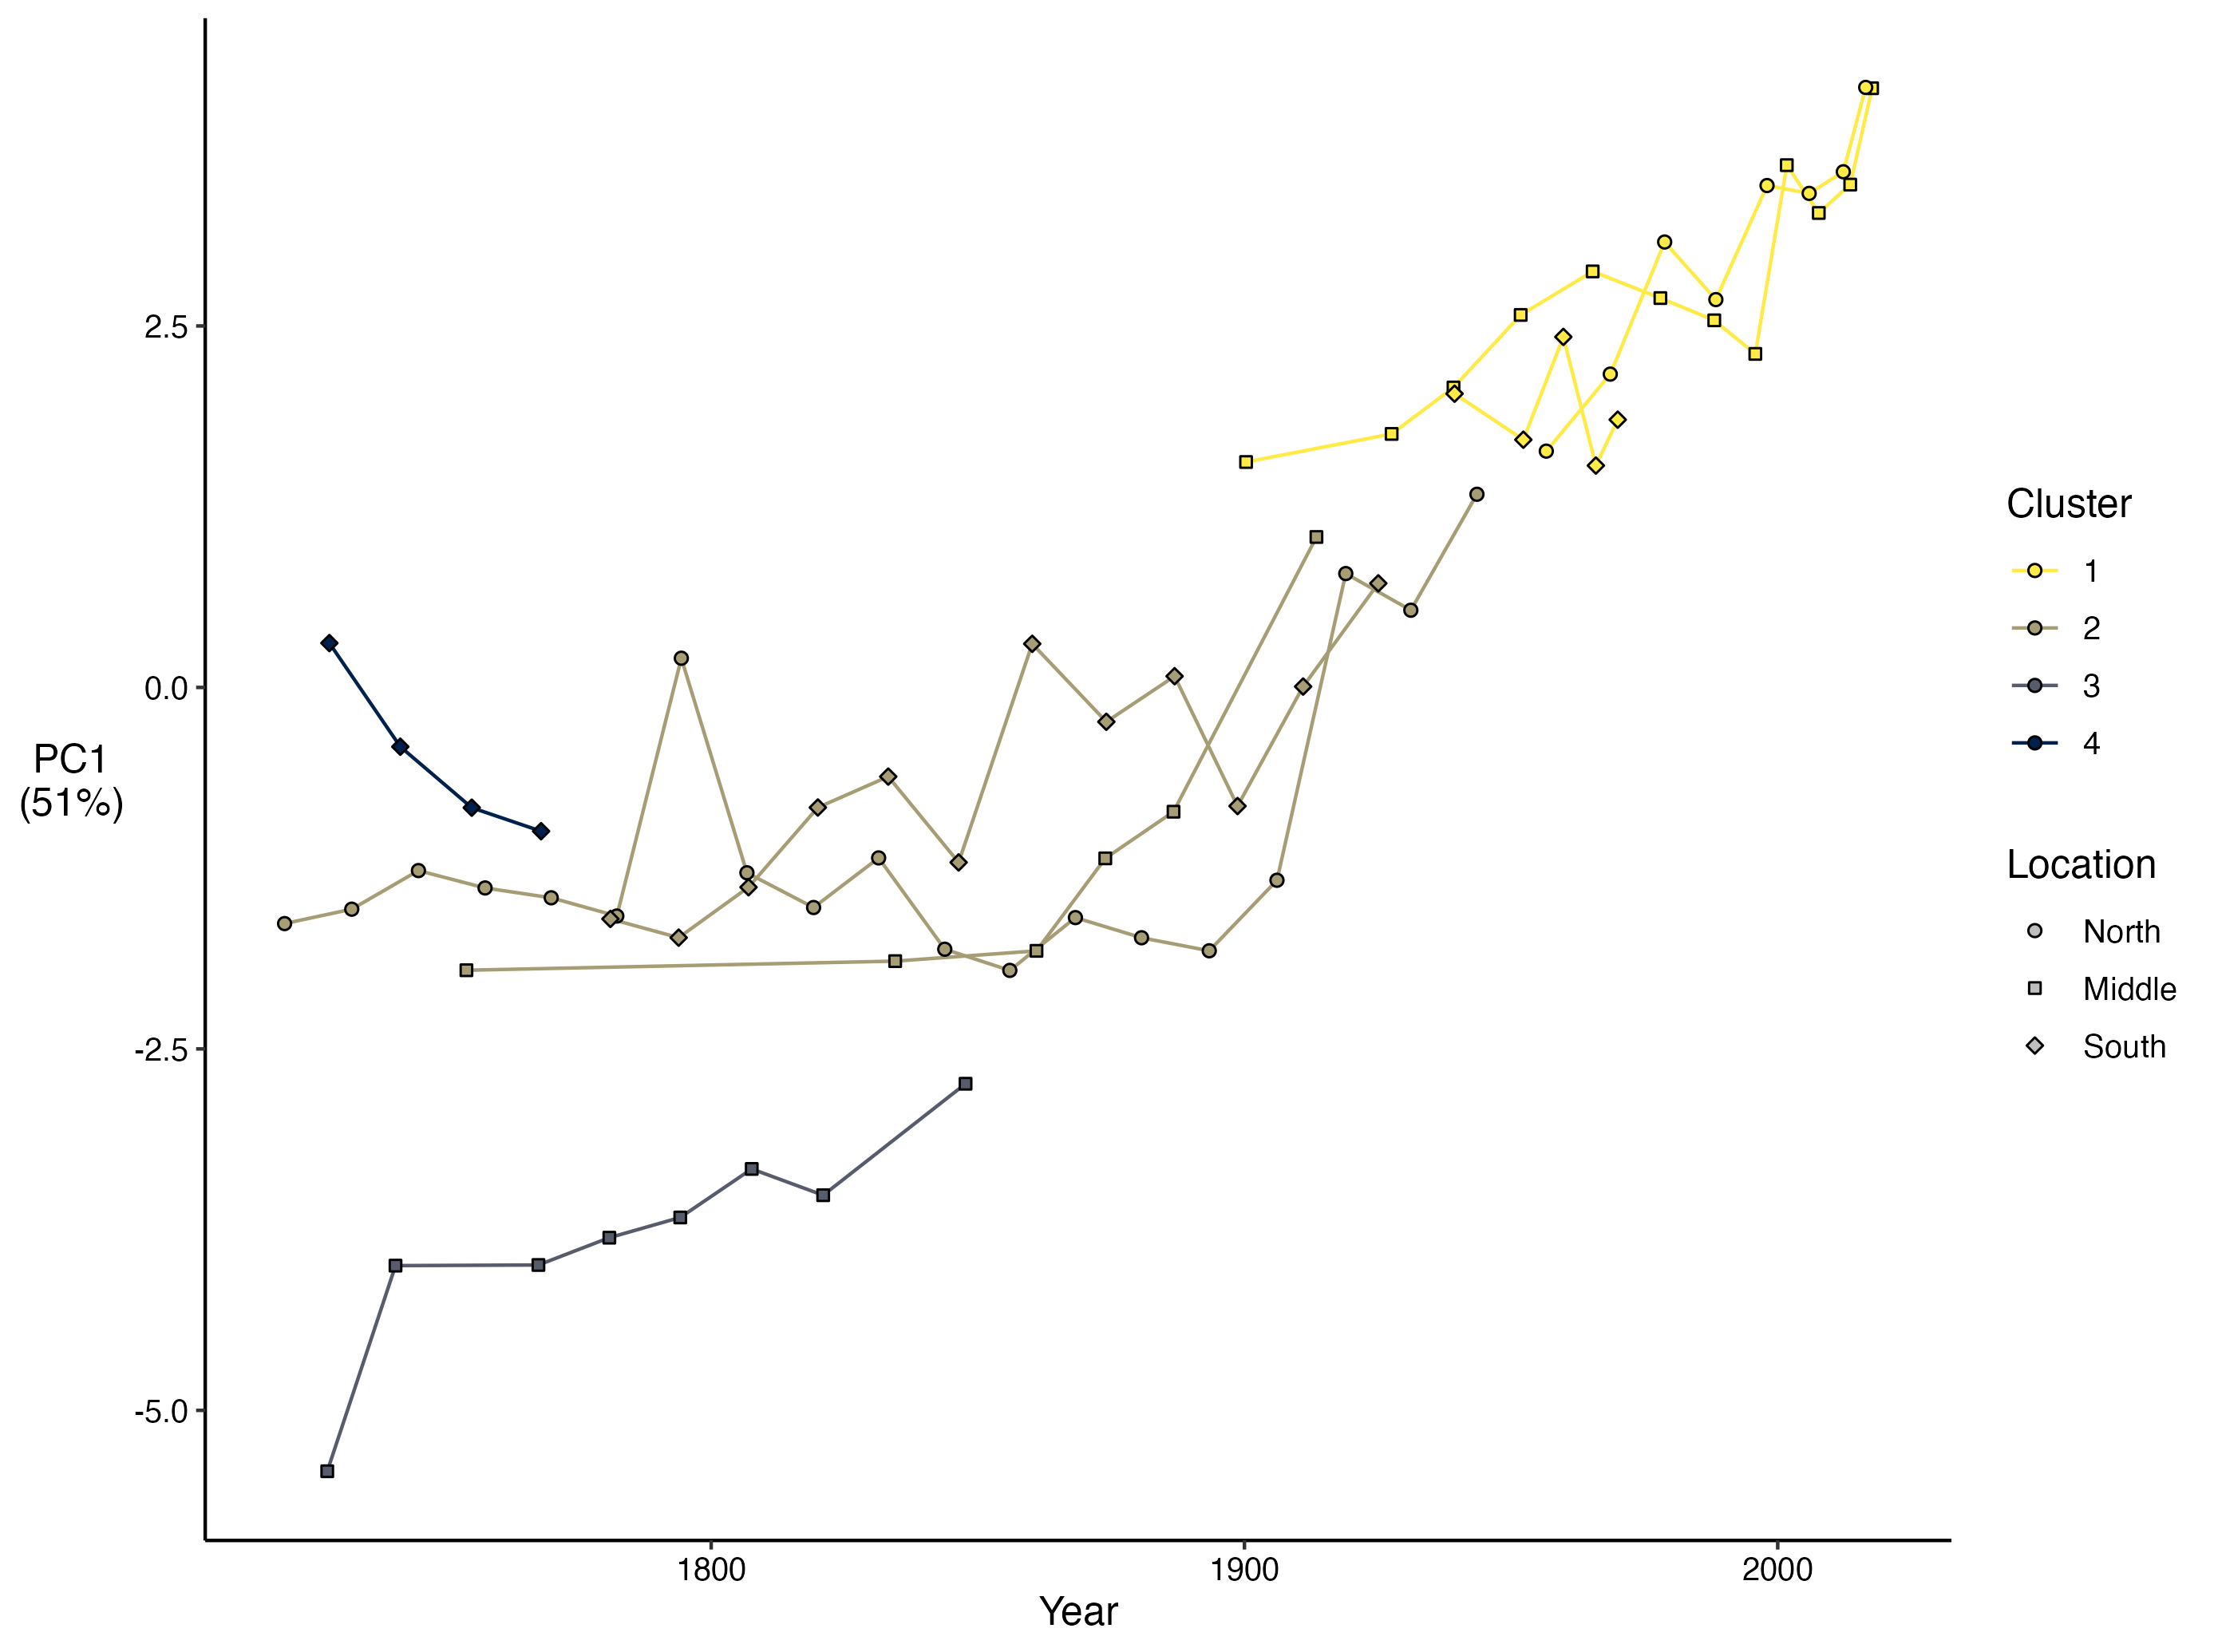 2.5
0.0
-2.5
-5.0
PC1
(51%)
1800
1900
2000
Year
Cluster
1
2
3
4
Location
North
Middle
South